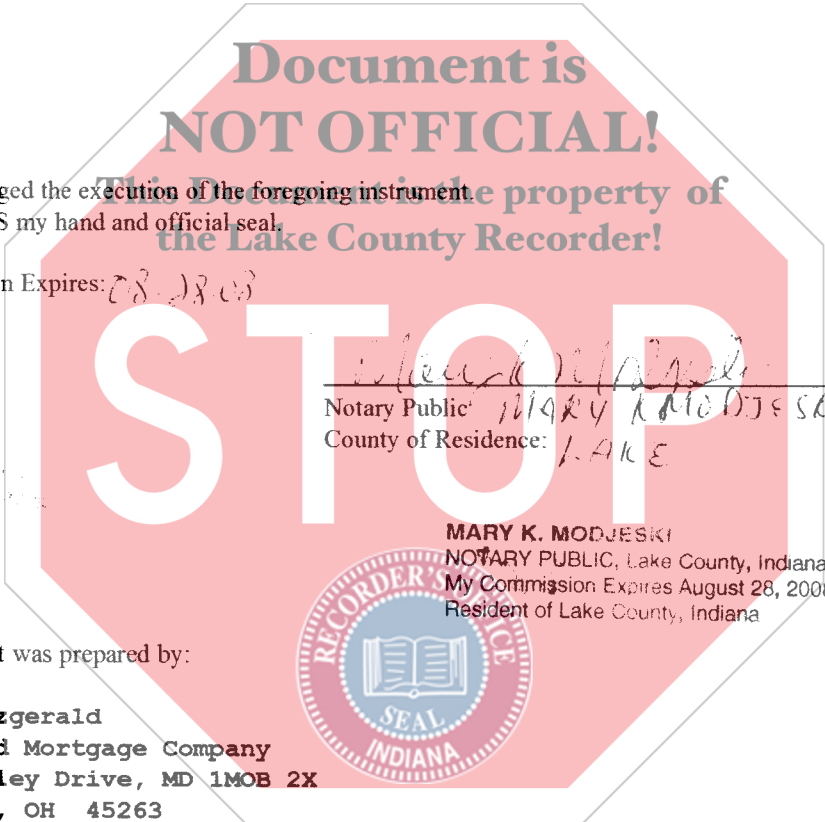 Document is
NOT OFFICIAL!
This Document is the property of
the Lake County Recorder!
ged the execution of the foregoing instrument.
S my hand and official seal.
n Expires: 08.28.08
STOP
Notary Public MARY K MODJESK
County of Residence: LAKE
MARY K. MODJESKI
NOTARY PUBLIC, Lake County, Indiana
My Commission Expires August 28, 2008
Resident of Lake County, Indiana
RECORDER'S OFFICE
SEAL
INDIANA
t was prepared by:
zgerald
d Mortgage Company
ley Drive, MD 1MOB 2X
, OH 45263